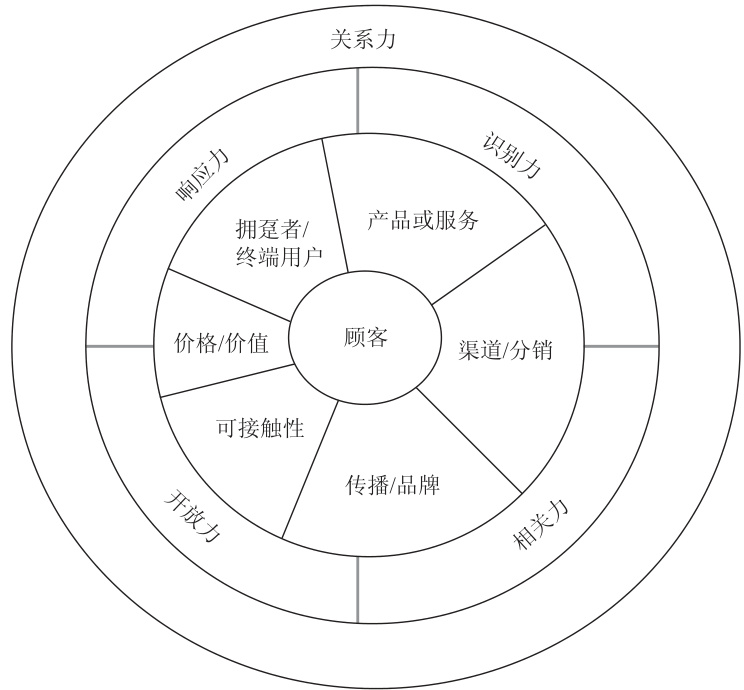 关系力
响应力
识别力
产品或服务
拥趸者/
终端用户
顾客
价格/价值
渠道/分销
可接触性
传播/品牌
开放力
相关力